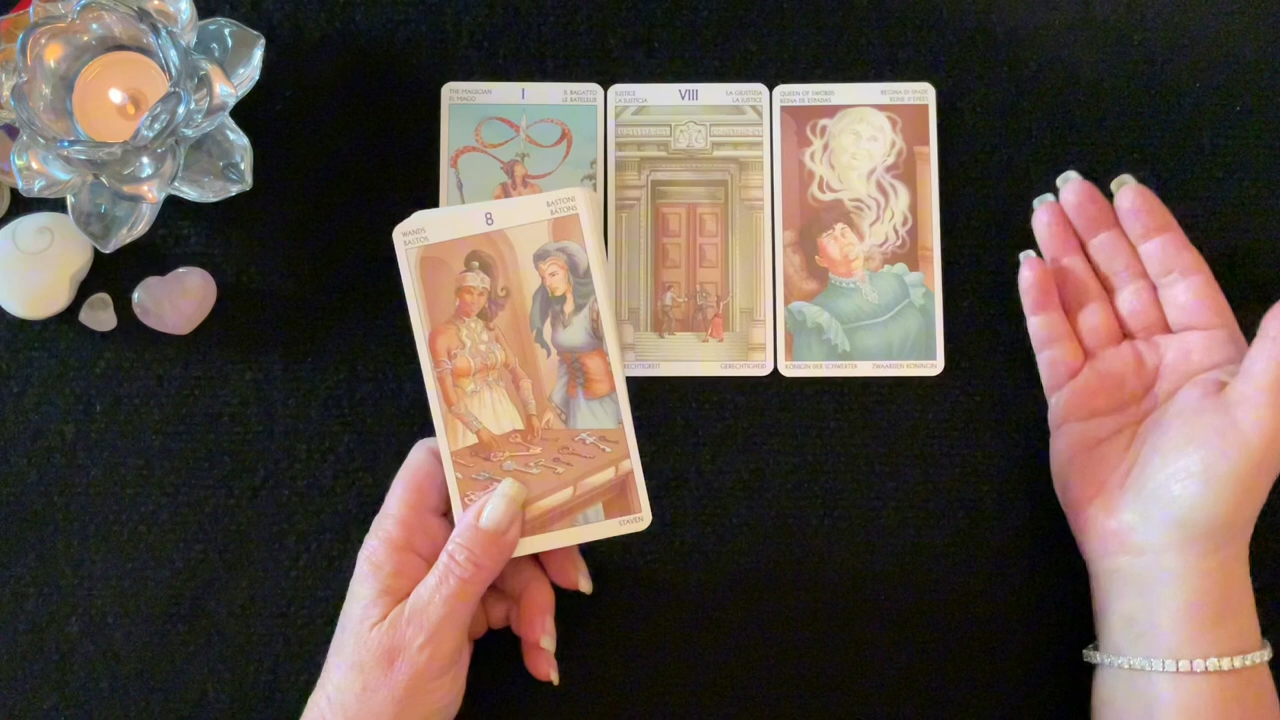 THE MAGICIAN
EL MAGO
I
IL BAGATTO
LE BATELEUR
JUSTICE
LA JUSTICIA
VIII
LA GIUSTIZIA
LA JUSTICE
QUEEN OF SWORDS
REINA DE ESPADAS
REGINA DI SPADE
REINE D'ÉPÉES
WANDS
BASTOS
8
BASTONI
BÂTONS
STAVEN
RECHTIGKEIT
GERECHTIGHEID
KÖNIGIN DER SCHWERTER
ZWAARDEN KONINGIN